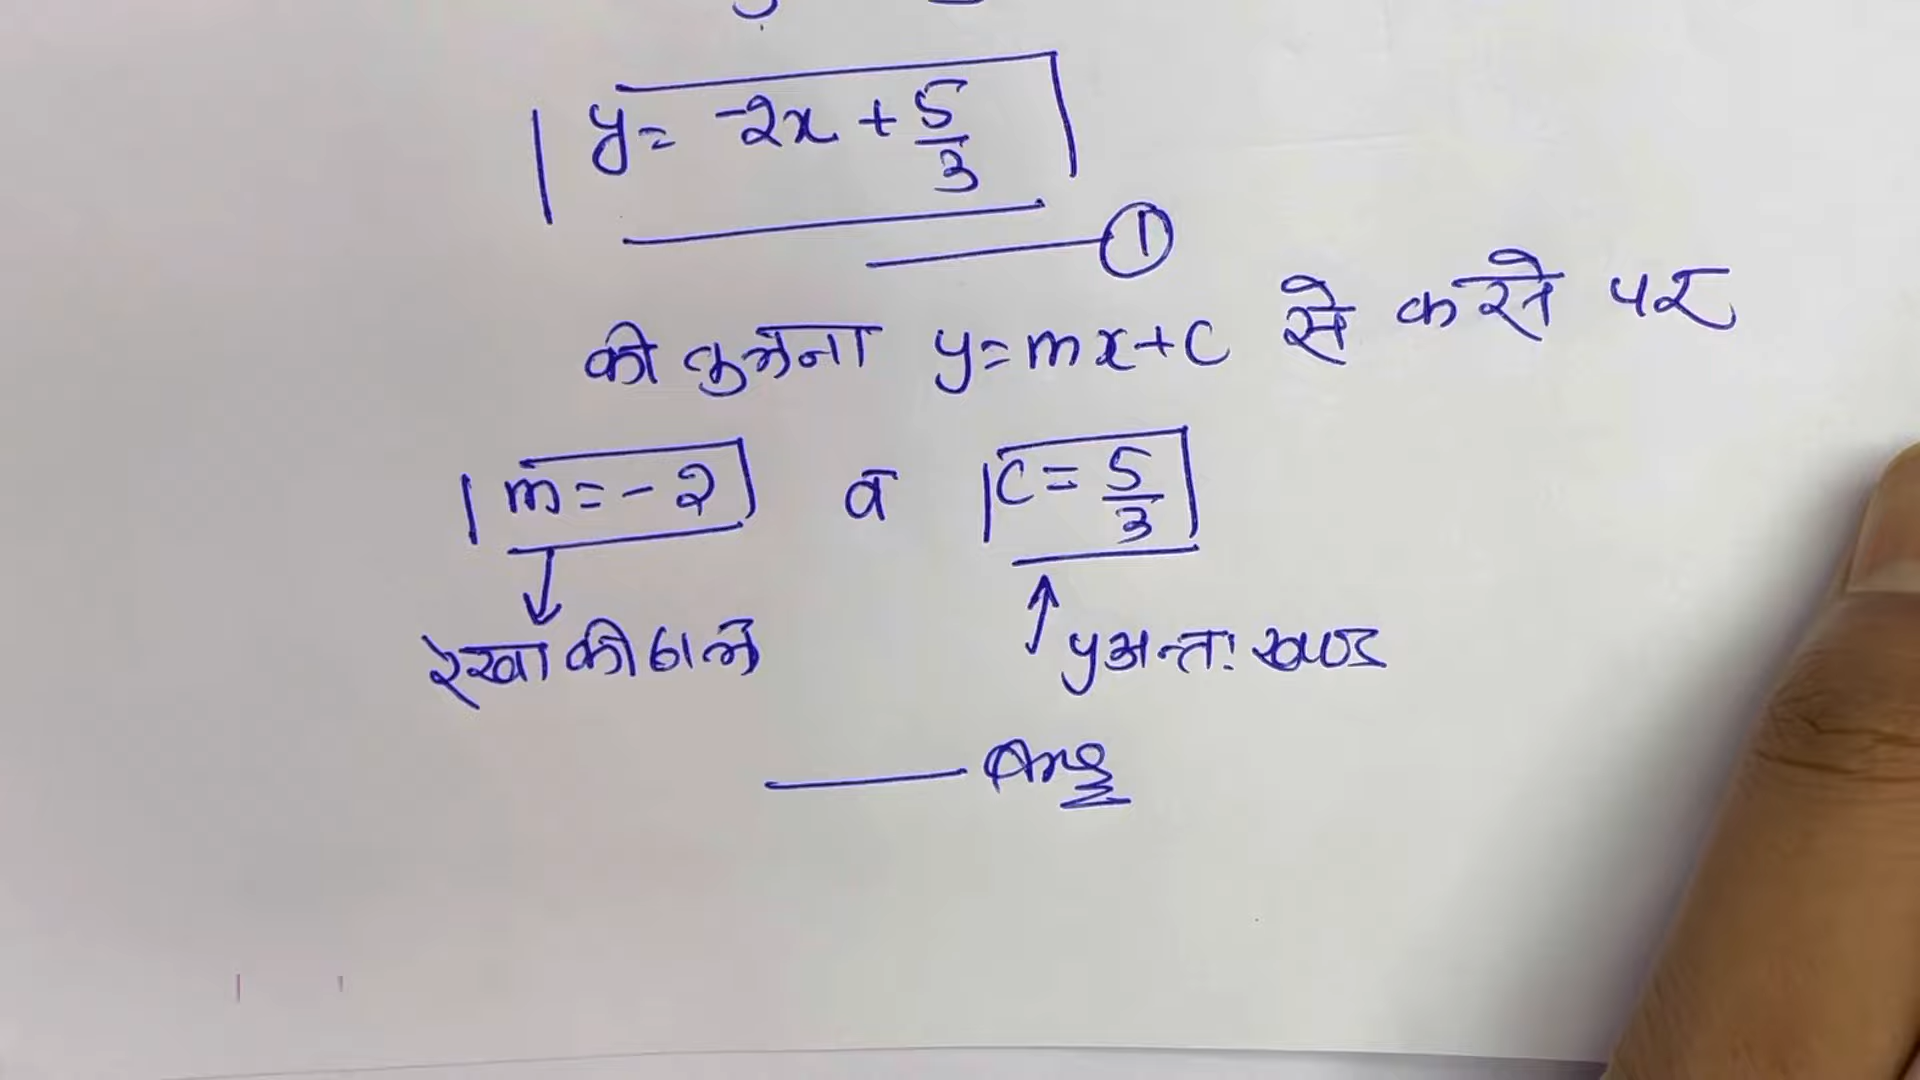 y = -2x + 5/3
①
की तुलना y=mx+c से करने पर
m = -2 व c = 5/3
रेखा की ढाल y अन्तः खण्ड
Ans